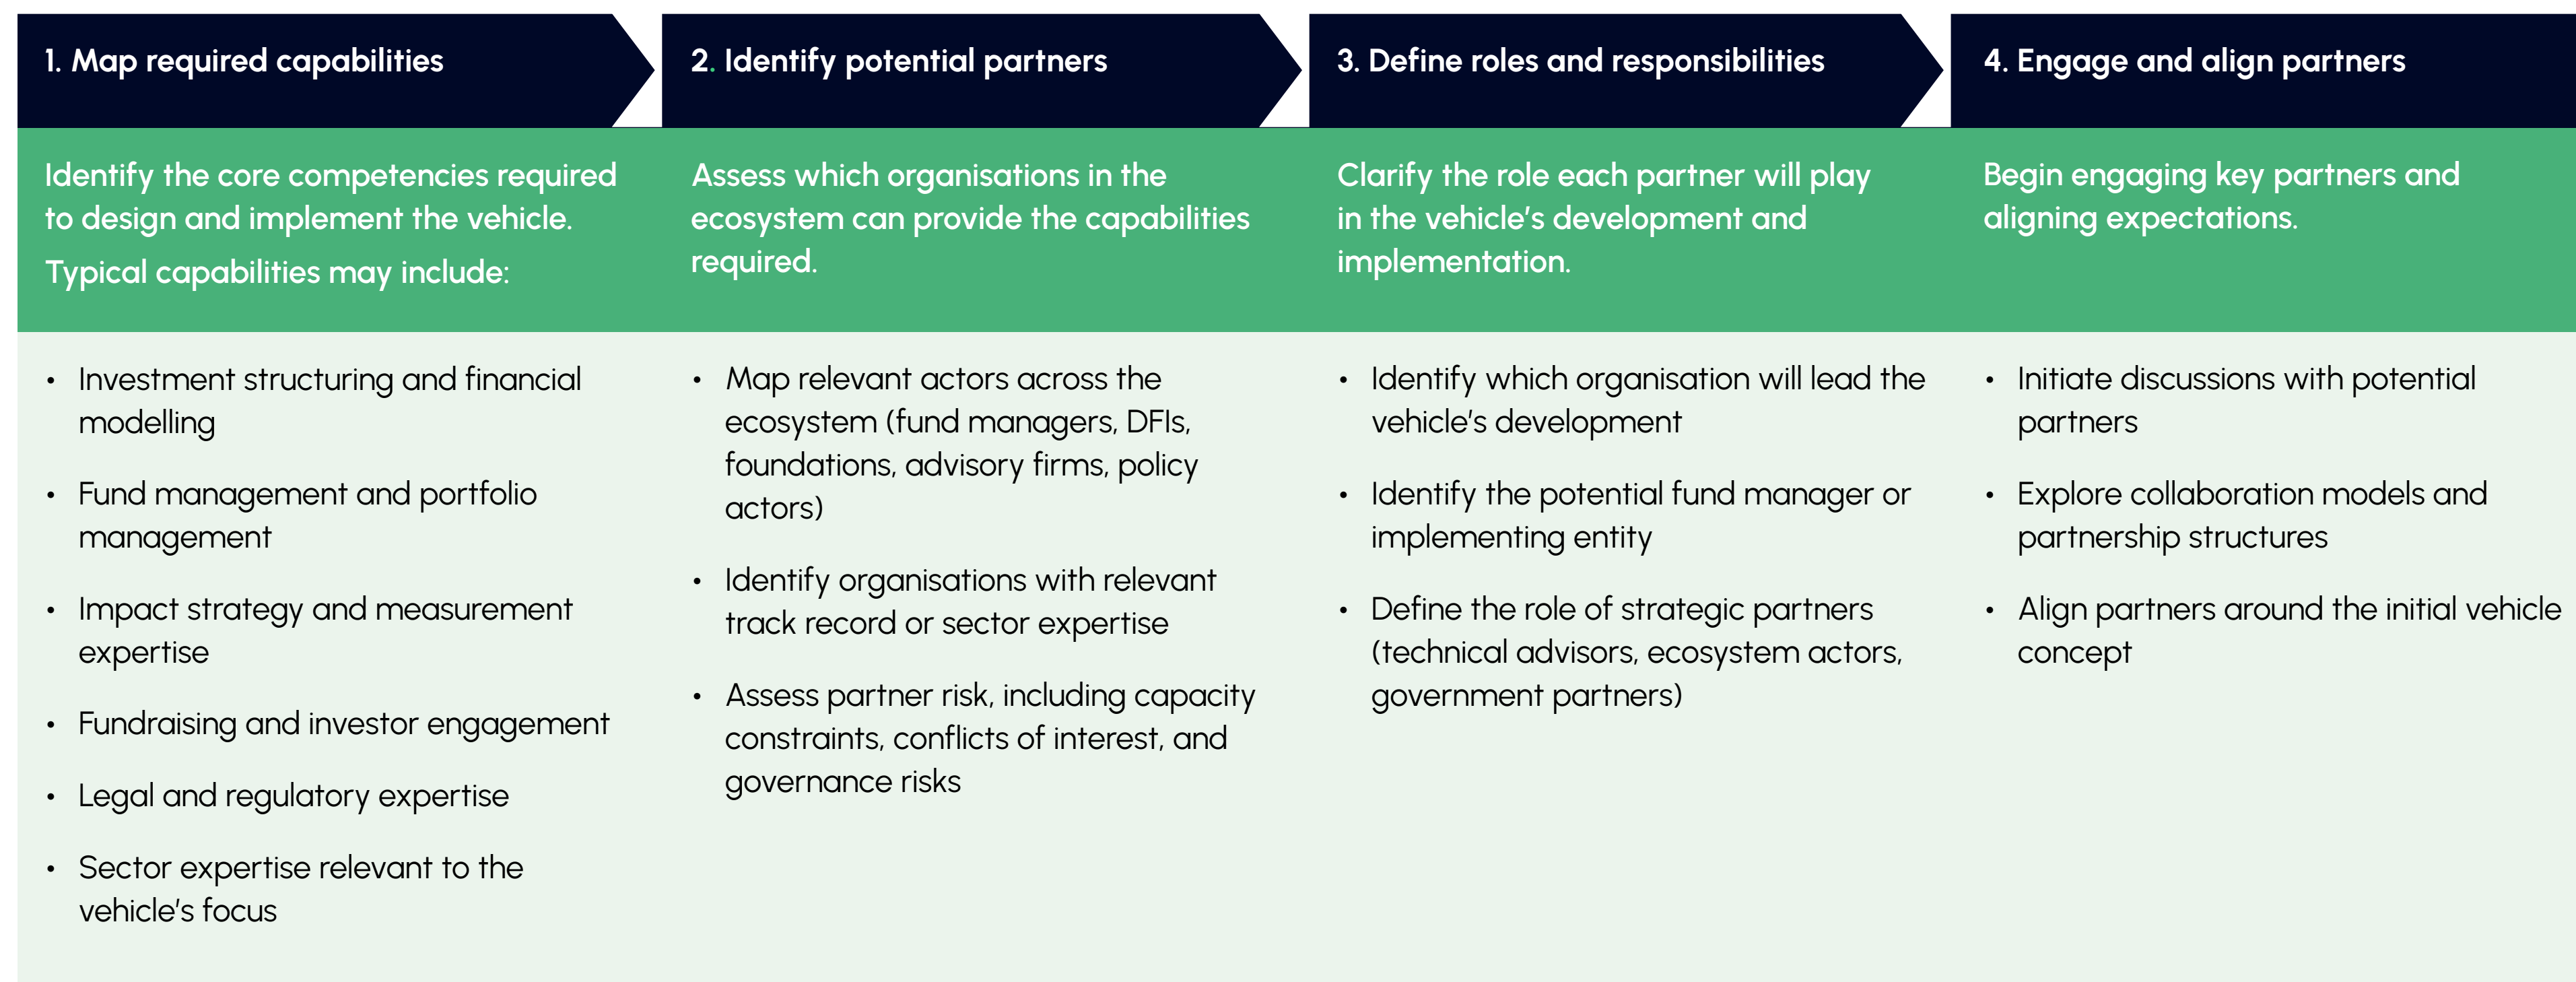 1. Map required capabilities
Identify the core competencies required
to design and implement the vehicle.
Typical capabilities may include:
• Investment structuring and financial
modelling
• Fund management and portfolio
management
• Impact strategy and measurement
expertise
• Fundraising and investor engagement
• Legal and regulatory expertise
• Sector expertise relevant to the
vehicle's focus
2. Identify potential partners
Assess which organisations in the
ecosystem can provide the capabilities
required.
• Map relevant actors across the
ecosystem (fund managers, DFIs,
foundations, advisory firms, policy
actors)
• Identify organisations with relevant
track record or sector expertise
• Assess partner risk, including capacity
constraints, conflicts of interest, and
governance risks
3. Define roles and responsibilities
Clarify the role each partner will play
in the vehicle's development and
implementation.
• Identify which organisation will lead the
vehicle's development
• Identify the potential fund manager or
implementing entity
• Define the role of strategic partners
(technical advisors, ecosystem actors,
government partners)
4. Engage and align partners
Begin engaging key partners and
aligning expectations.
• Initiate discussions with potential
partners
• Explore collaboration models and
partnership structures
• Align partners around the initial vehicle
concept